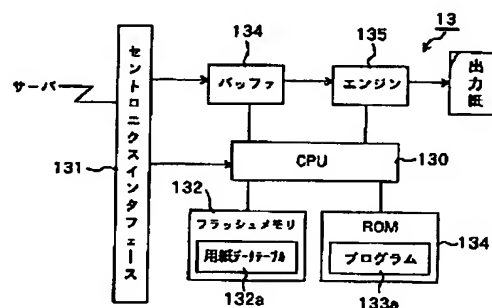 134
135
13
セントロニクスインタフェース
サーバ
バッファ
エンジン
出力紙
131
CPU
130
132
フラッシュメモリ
用紙データテーブル
132a
ROM
プログラム
134
133a